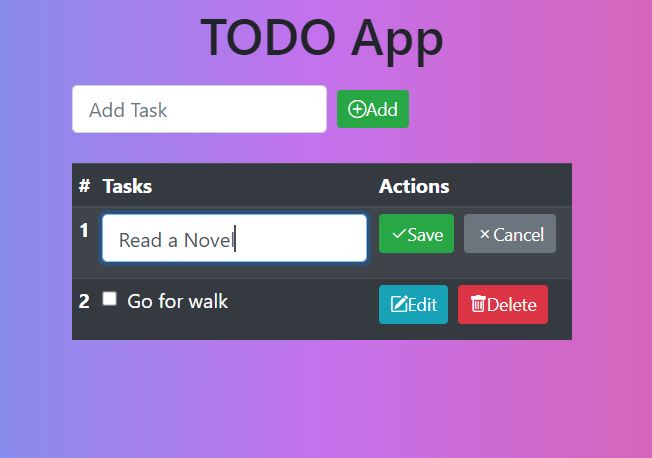 TODO App
Add Task
Add
# Tasks Actions
1 Read a Novel Save Cancel
2 Go for walk Edit Delete